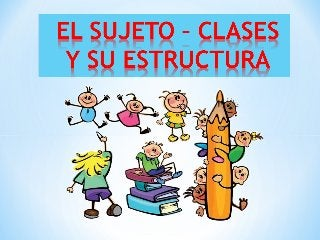 EL SUJETO - CLASES
Y SU ESTRUCTURA